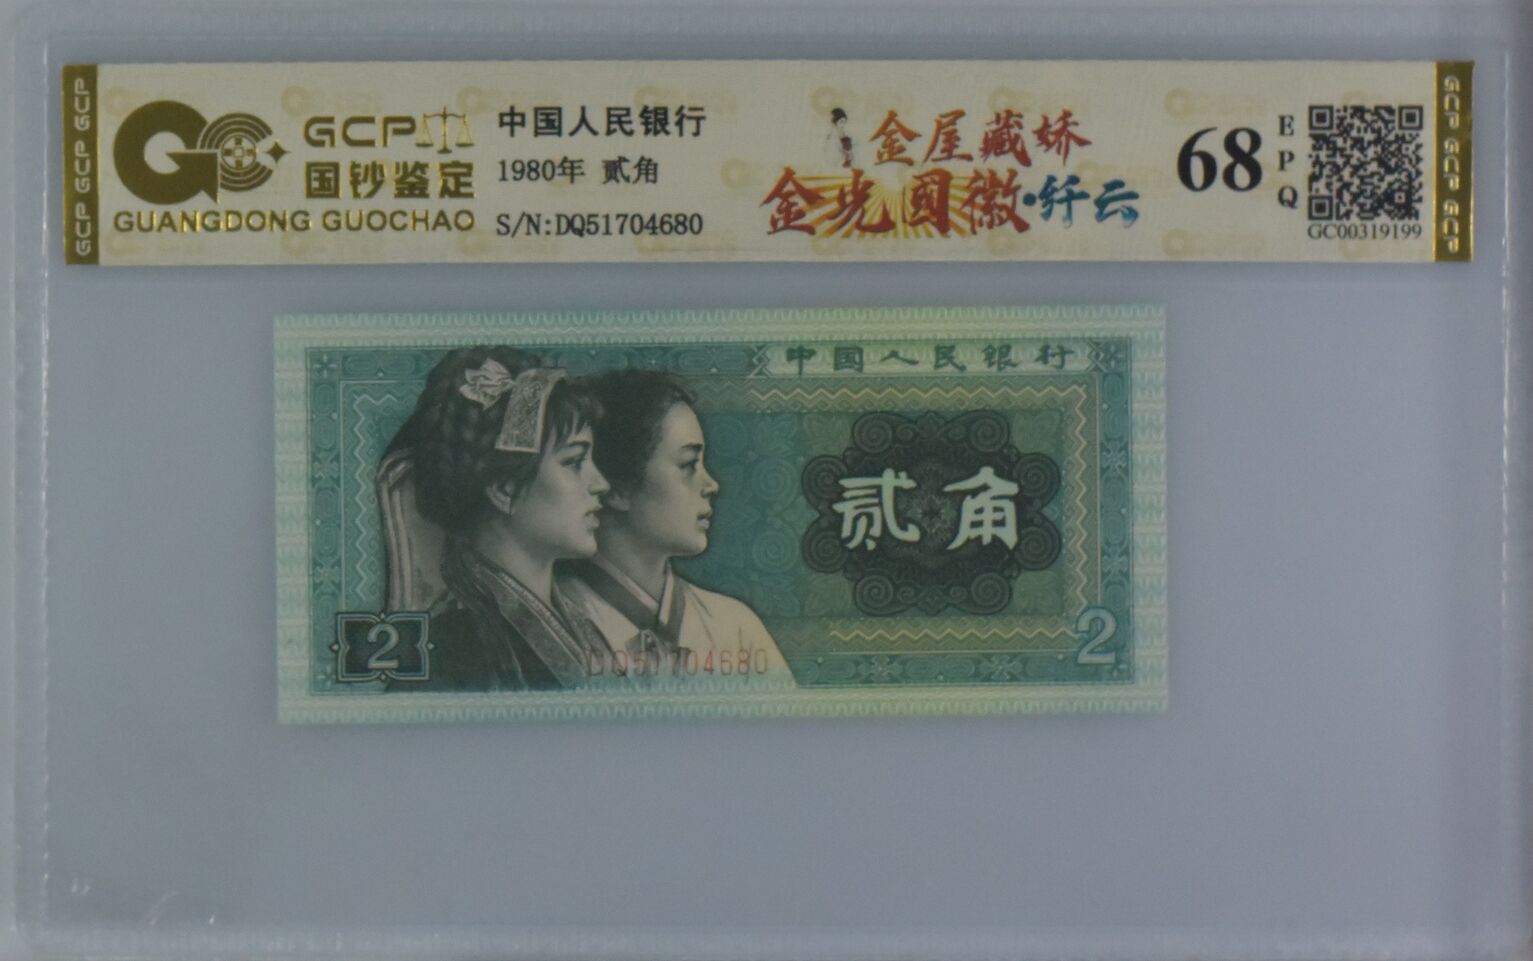 GCP GCP GCP
GCP
国钞鉴定
GUANGDONG GUOCHAO
中国人民银行
1980年 贰角
S/N:DQ51704680
金屋藏娇
金光國徽·纤云
68
EPQ
GC00319199
GCP GCP GCP
中国人民银行
贰角
2
2
DQ51704680